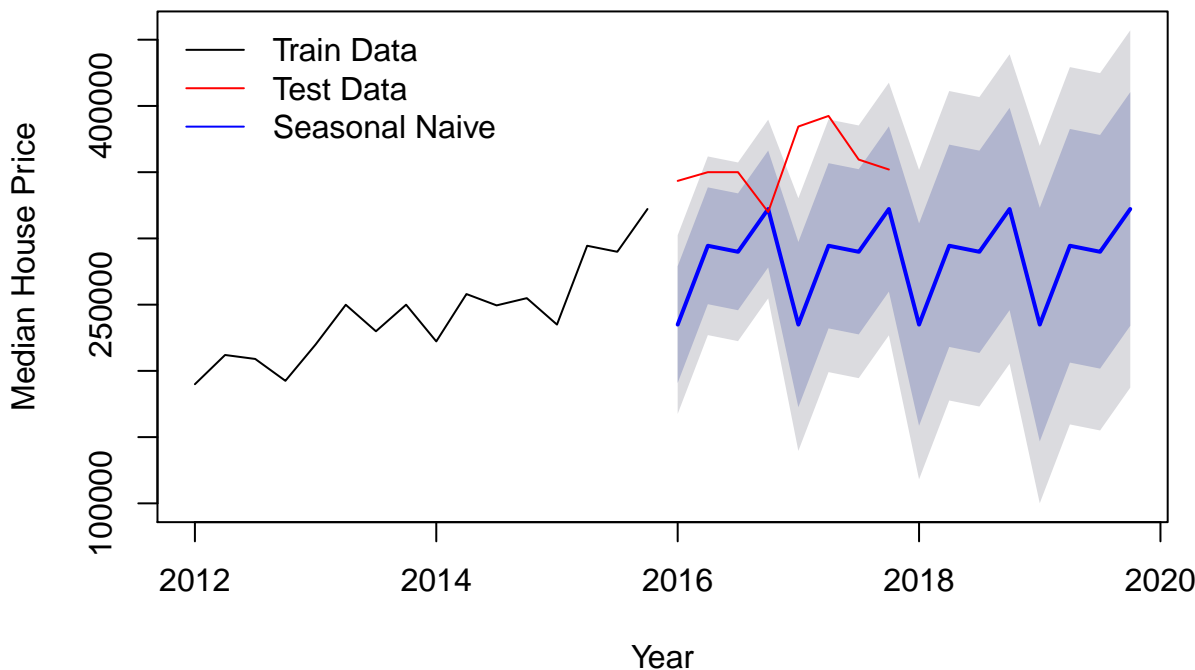 Train Data
Test Data
Seasonal Naive
Median House Price
400000
250000
100000
2012 2014 2016 2018 2020
Year